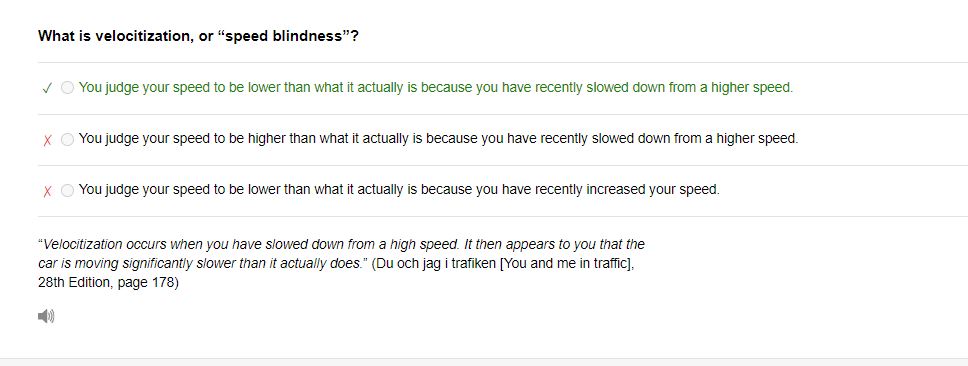 What is velocitization, or “speed blindness”?
✓ You judge your speed to be lower than what it actually is because you have recently slowed down from a higher speed.
✗ You judge your speed to be higher than what it actually is because you have recently slowed down from a higher speed.
✗ You judge your speed to be lower than what it actually is because you have recently increased your speed.
“Velocitization occurs when you have slowed down from a high speed. It then appears to you that the
car is moving significantly slower than it actually does.” (Du och jag i trafiken [You and me in traffic],
28th Edition, page 178)